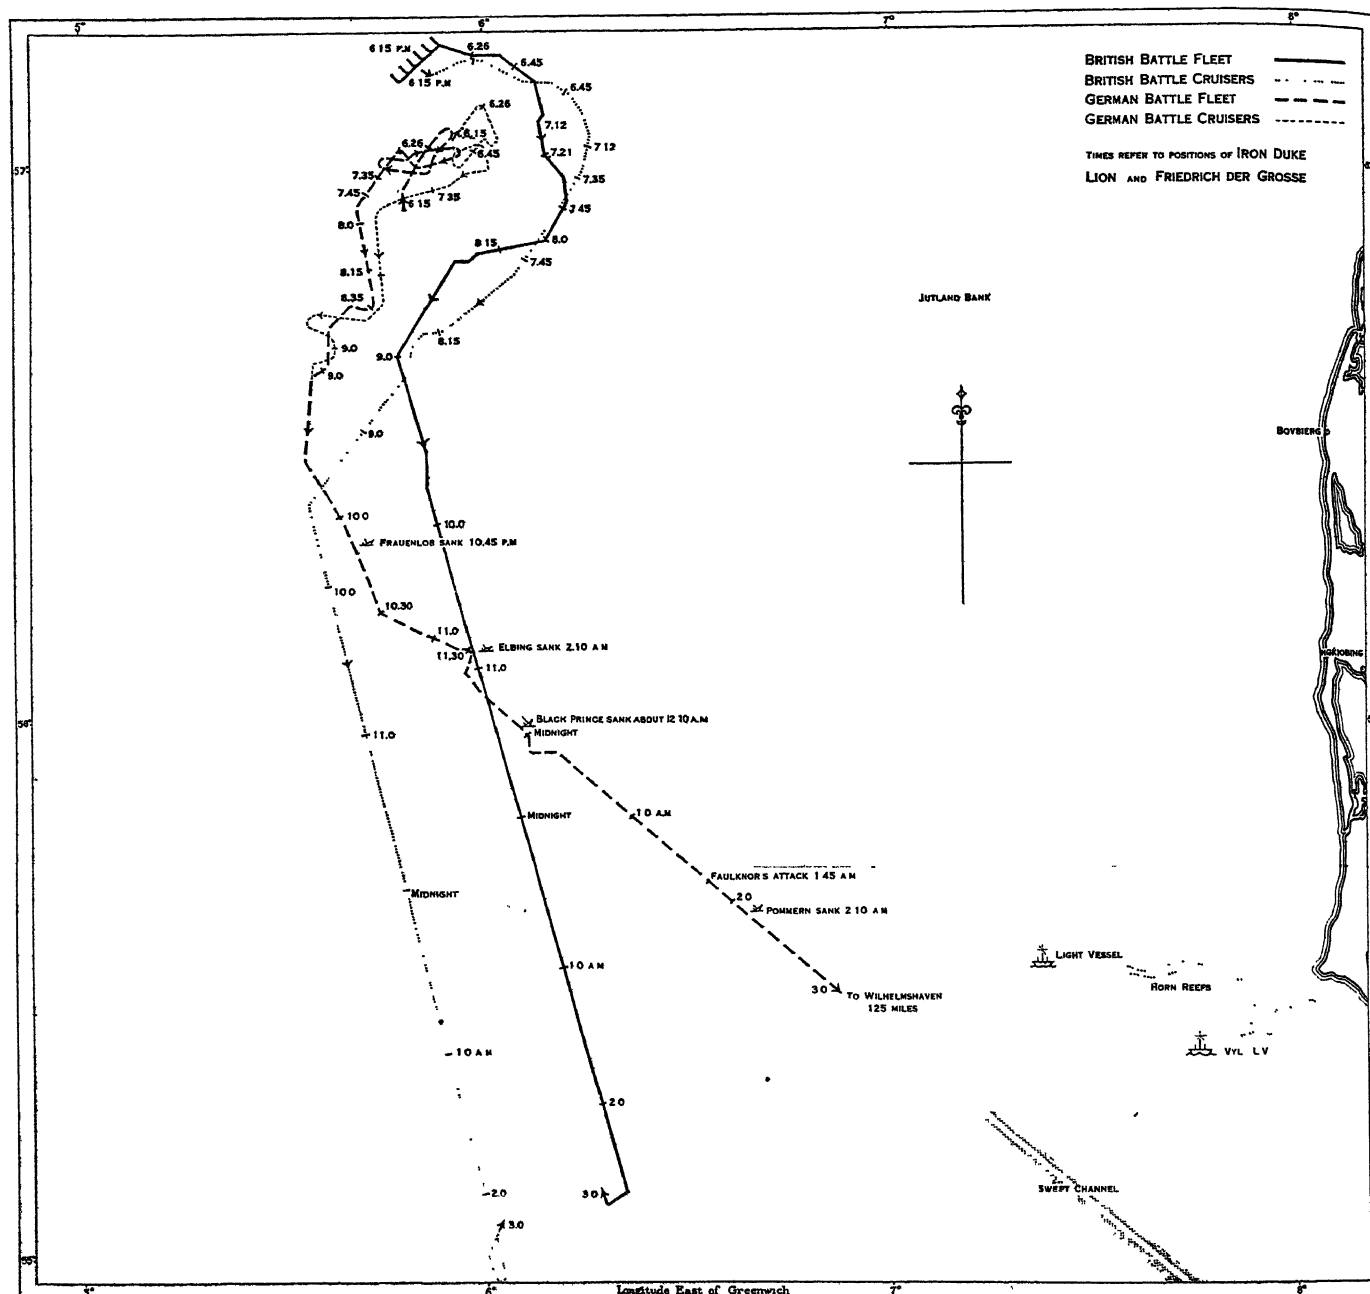 5°
6°
7°
8°
BRITISH BATTLE FLEET
BRITISH BATTLE CRUISERS
GERMAN BATTLE FLEET
GERMAN BATTLE CRUISERS
TIMES REFER TO POSITIONS OF IRON DUKE
LION AND FRIEDRICH DER GROSSE
6 15 P.M
6 15 P.M
6.26
6.45
6.45
6.26
6.15
7.12
6.26
6.45
7.12
7.21
57°
7.35
7.35
7.45
7.35
6 15
7.45
8.0
8 15
8.0
7.45
8.15
8.35
8.15
9.0
9.0
9.0
9.0
JUTLAND BANK
BOVBIERG
10 0
10.0
FRAUENLOB SANK 10.45 P.M
10.0
10.30
11.0
11.30
ELBING SANK 2.10 A M
11.0
BLACK PRINCE SANK ABOUT 12 10 A.M
MIDNIGHT
11.0
MIDNIGHT
1 0 A.M
FAULKNOR'S ATTACK 1 45 A M
2 0
POMMERN SANK 2 10 A M
MIDNIGHT
1 0 AM
LIGHT VESSEL
HORN REEFS
3 0
TO WILHELMSHAVEN
125 MILES
VYL L V
1 0 A M
2 0
SWEPT CHANNEL
2.0
3 0
3.0
6°
7°
8°
Longitude East of Greenwich